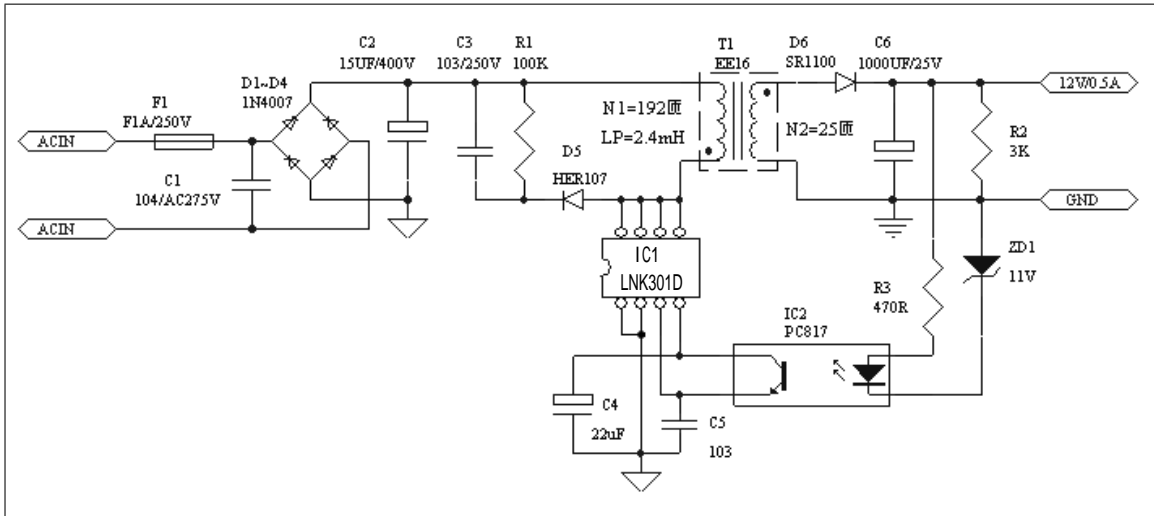 C2
15UF/400V
C3
103/250V
R1
100K
T1
EE16
D6
SR1100
C6
1000UF/25V
D1~D4
1N4007
F1
F1A/250V
ACIN
C1
104/AC275V
ACIN
N1=192匝
LP=2.4mH
N2=25匝
12V/0.5A
R2
3K
GND
D5
HER107
IC1
LNK301D
ZD1
11V
R3
470R
IC2
PC817
C4
22uF
C5
103